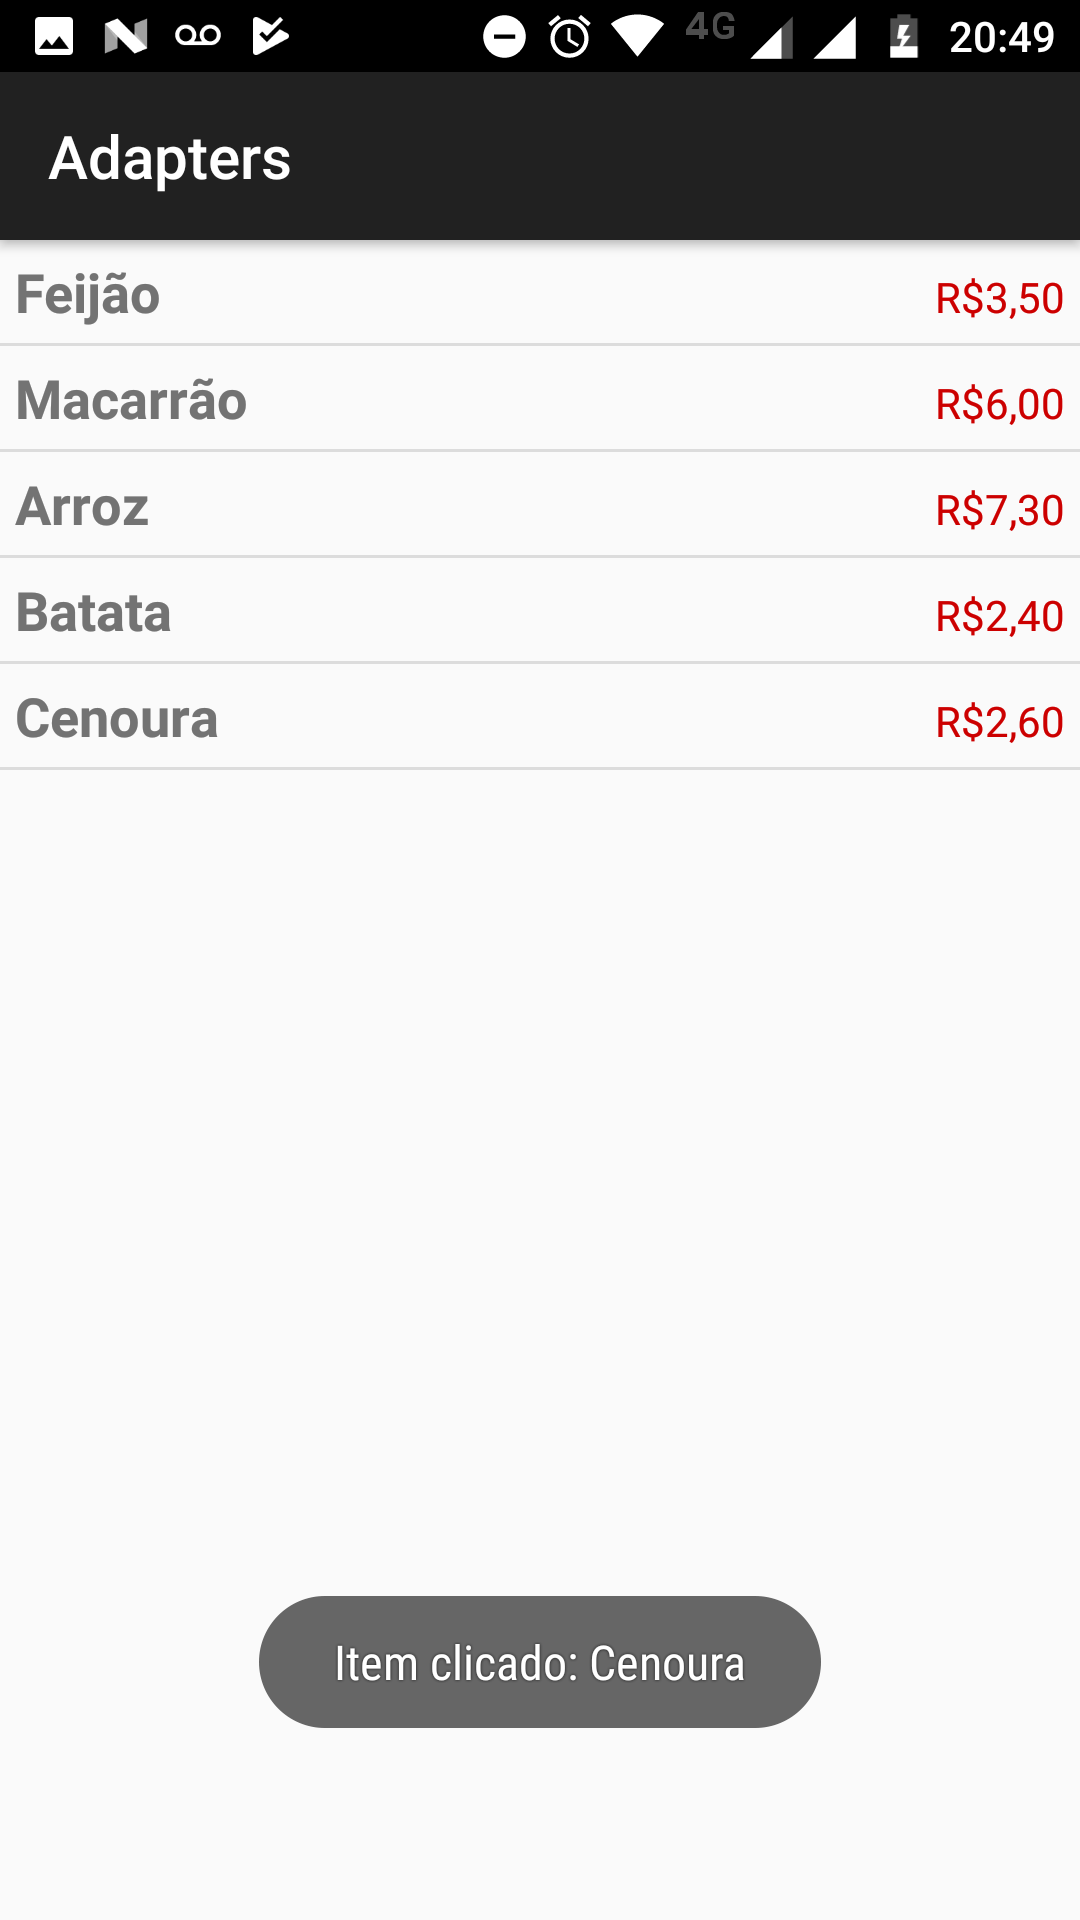 4G 20:49
Adapters
Feijão R$3,50
Macarrão R$6,00
Arroz R$7,30
Batata R$2,40
Cenoura R$2,60
Item clicado: Cenoura